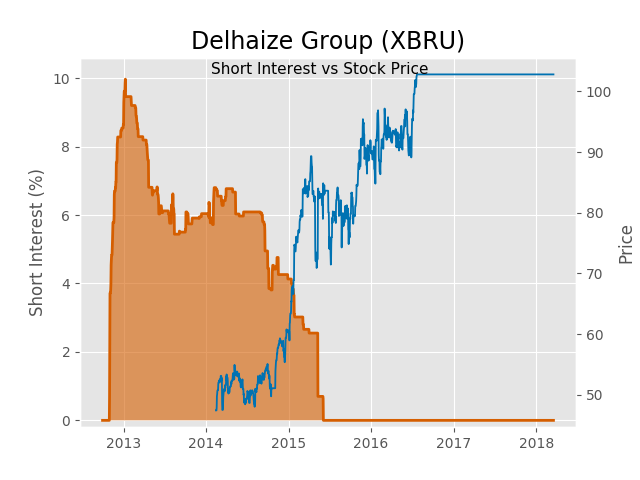 Delhaize Group (XBRU)
Short Interest vs Stock Price
Short Interest (%)
10
8
6
4
2
0
100
90
80
70
60
50
Price
2013 2014 2015 2016 2017 2018